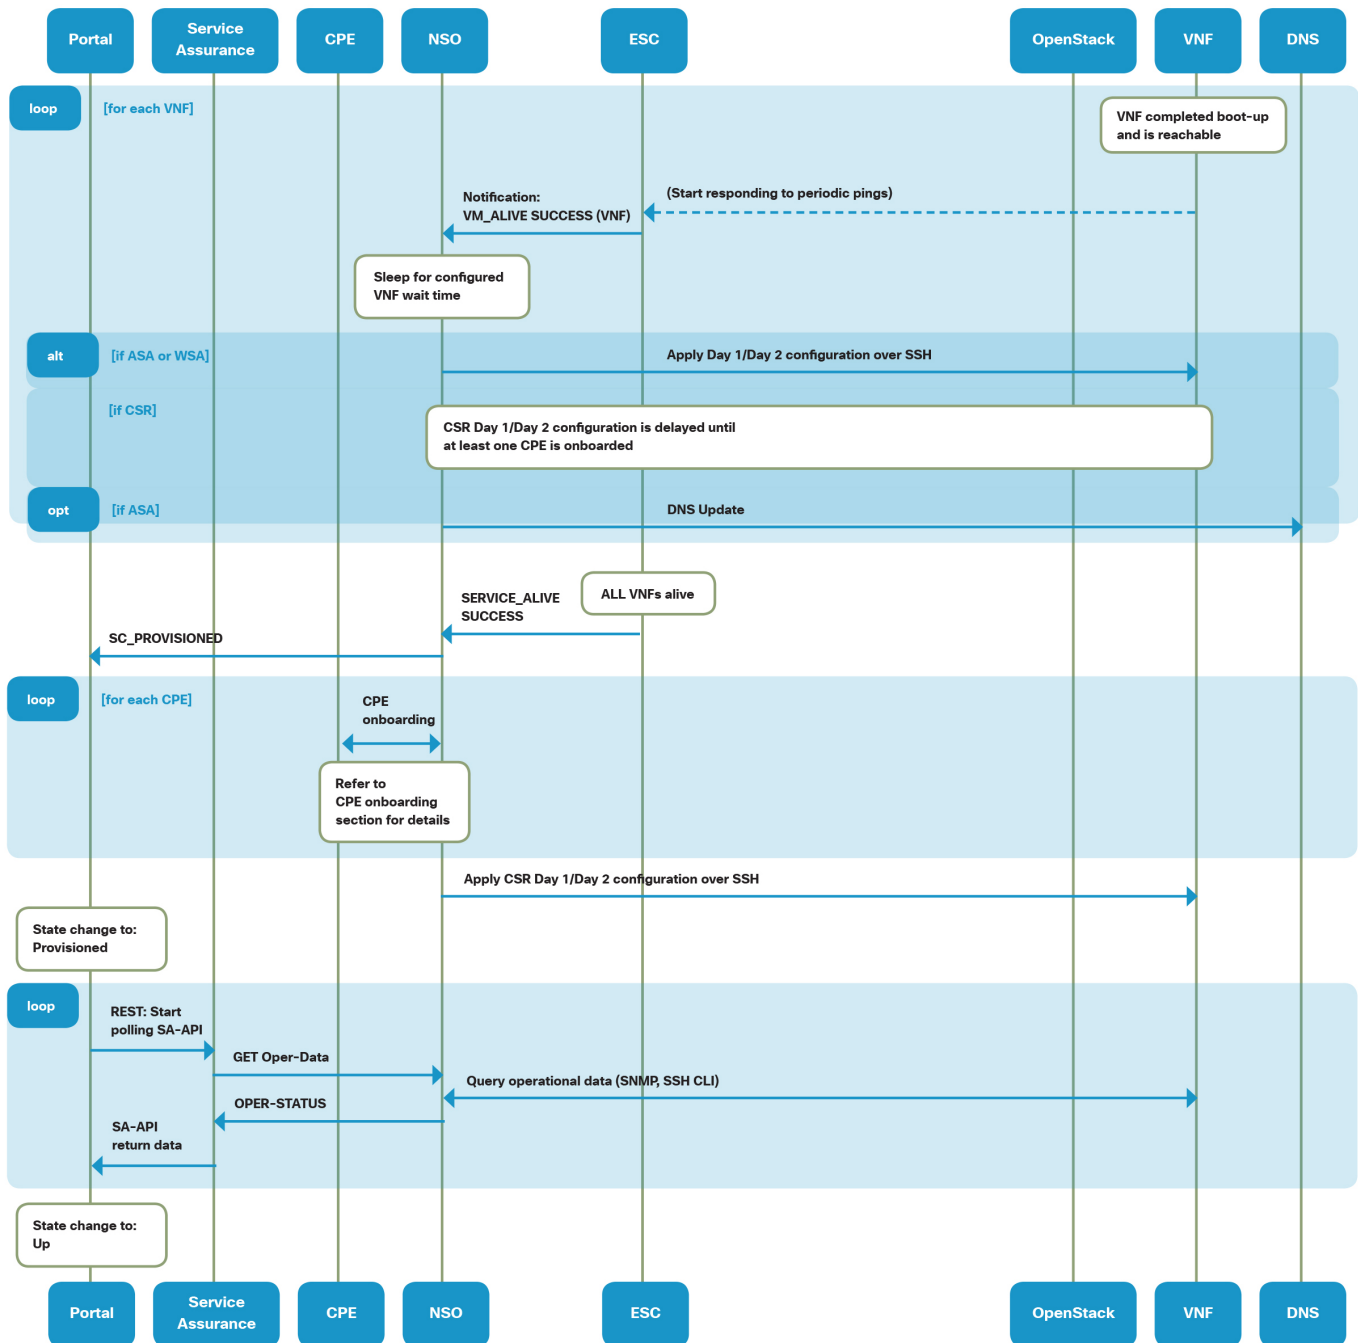 Portal
Service
Assurance
CPE
NSO
ESC
OpenStack
VNF
DNS
loop
[for each VNF]
VNF completed boot-up
and is reachable
(Start responding to periodic pings)
Notification:
VM_ALIVE SUCCESS (VNF)
Sleep for configured
VNF wait time
alt
[if ASA or WSA]
Apply Day 1/Day 2 configuration over SSH
[if CSR]
CSR Day 1/Day 2 configuration is delayed until
at least one CPE is onboarded
opt
[if ASA]
DNS Update
ALL VNFs alive
SERVICE_ALIVE
SUCCESS
SC_PROVISIONED
loop
[for each CPE]
CPE
onboarding
Refer to
CPE onboarding
section for details
Apply CSR Day 1/Day 2 configuration over SSH
State change to:
Provisioned
loop
REST: Start
polling SA-API
GET Oper-Data
Query operational data (SNMP, SSH CLI)
OPER-STATUS
SA-API
return data
State change to:
Up
Portal
Service
Assurance
CPE
NSO
ESC
OpenStack
VNF
DNS